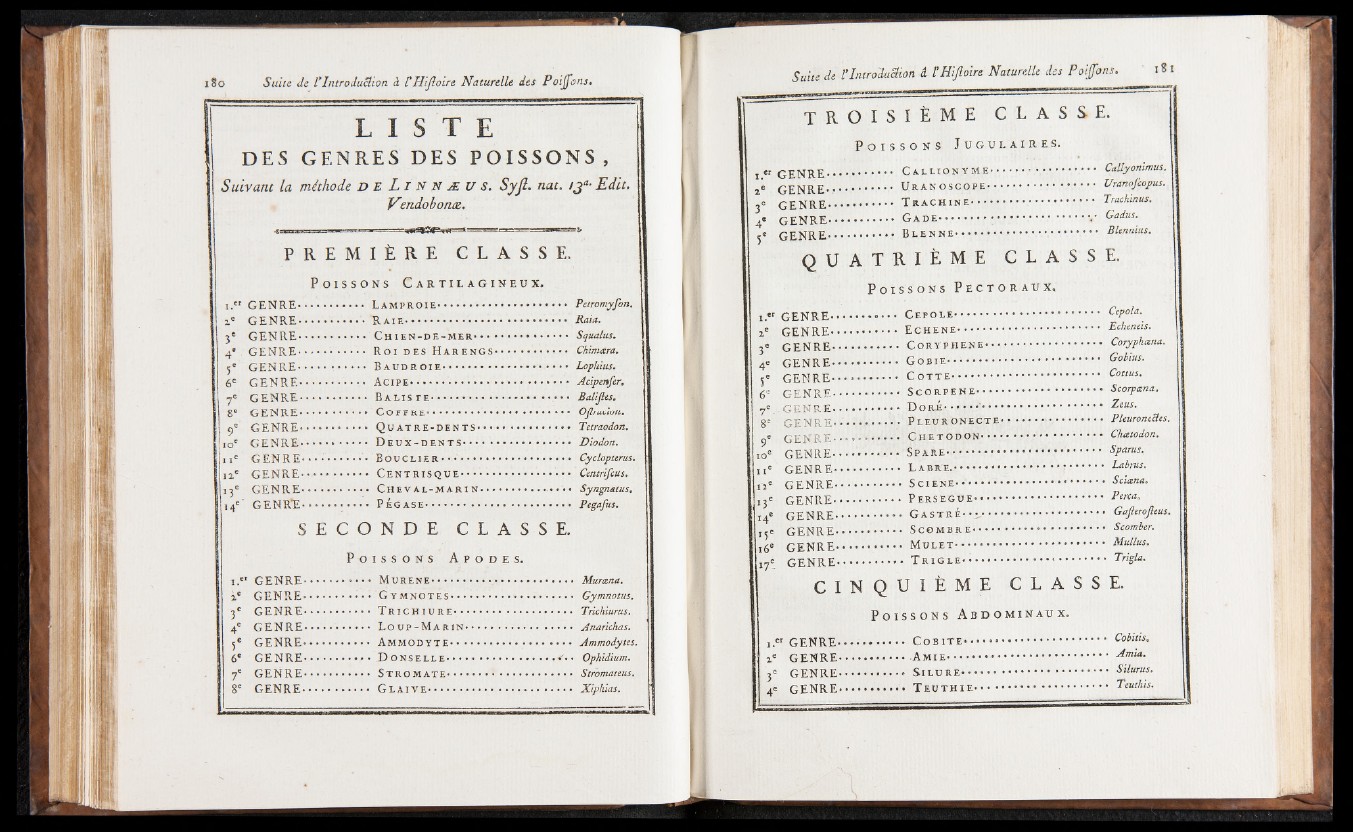 180 Suite de l'Introduction à l'Hiſtoire Naturelle des Poiſſons.
LISTE
DES GENRES DES POISSONS,
Suivant la méthode DE LINNÆUS. Syſt. nat. 13ª. Edit.
Vendobonæ.
PREMIÈRE CLASSE.
POISSONS CARTILAGINEUX.
1.er GENRE........... LAMPROIE..................... Petromyſon.
2e GENRE........... RAIE......................... Raia.
3e GENRE........... CHIEN-DE-MER................ Squalus.
4e GENRE........... ROI DES HARENGS............ Chimæra.
5e GENRE........... BAUDROIE.................... Lophius.
6e GENRE........... ACIPE......................... Acipenſer.
7e GENRE........... BALISTE...................... Baliſtes.
8e GENRE........... COFFRE....................... Oſtracion.
9e GENRE........... QUATRE-DENTS............... Tetraodon.
10e GENRE........... DEUX-DENTS.................. Diodon.
11e GENRE........... BOUCLIER..................... Cyclopterus.
12e GENRE........... CENTRISQUE.................. Centriſcus.
13e GENRE........... CHEVAL-MARIN............... Syngnatus.
14e GENRE........... PÉGASE....................... Pegaſus.
SECONDE CLASSE.
POISSONS APODES.
1.er GENRE........... MURENE....................... Muræna.
2e GENRE........... GYMNOTES.................... Gymnotus.
3e GENRE........... TRICHIURE.................... Trichiurus.
4e GENRE........... LOUP-MARIN.................. Anarichas.
5e GENRE........... AMMODYTE.................... Ammodytes.
6e GENRE........... DONSELLE..................... Ophidium.
7e GENRE........... STROMATE.................... Stromateus.
8e GENRE........... GLAIVE....................... Xiphias.
Suite de l'Introduction à l'Hiſtoire Naturelle des Poiſſons. 181
TROISIÈME CLASSE.
POISSONS JUGULAIRES.
1.er GENRE........... CALLIONYME.................. Callyonimus.
2e GENRE........... URANOSCOPE.................. Uranoſcopus.
3e GENRE........... TRACHINE.................... Trachinus.
4e GENRE........... GADE......................... Gadus.
5e GENRE........... BLENNE....................... Blennius.
QUATRIÈME CLASSE.
POISSONS PECTORAUX.
1.er GENRE........... CEPOLE....................... Cepola.
2e GENRE........... ECHENE....................... Echeneis.
3e GENRE........... CORYPHENE................... Coryphæna.
4e GENRE........... GOBIE........................ Gobius.
5e GENRE........... COTTE........................ Cottus.
6e GENRE........... SCORPENE.................... Scorpæna.
7e GENRE........... DORÉ......................... Zeus.
8e GENRE........... PLEURONECTE................. Pleuronectes.
9e GENRE........... CHETODON.................... Chætodon.
10e GENRE........... SPARE........................ Sparus.
11e GENRE........... LABRE........................ Labrus.
12e GENRE........... SCIENE....................... Sciæna.
13e GENRE........... PERSEGUE..................... Perca.
14e GENRE........... GASTRÉ....................... Gaſteroſteus.
15e GENRE........... SCOMBRE..................... Scomber.
16e GENRE........... MULET........................ Mullus.
17e GENRE........... TRIGLE....................... Trigla.
CINQUIÈME CLASSE.
POISSONS ABDOMINAUX.
1.er GENRE........... COBITE....................... Cobitis.
2e GENRE........... AMIE......................... Amia.
3e GENRE........... SILURE....................... Silurus.
4e GENRE........... TEUTHIE...................... Teuthis.